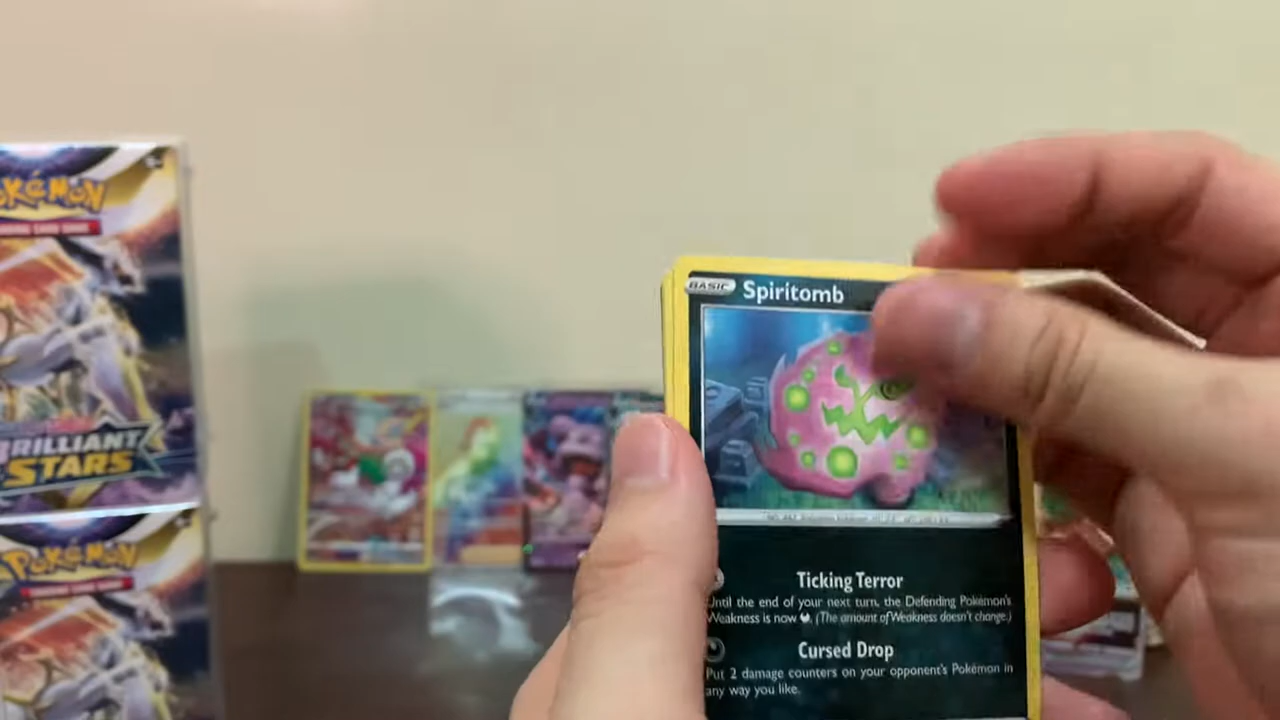 POKÉMON
BRILLIANT
STARS
POKÉMON
BASIC Spiritomb
Ticking Terror
Until the end of your next turn, the Defending Pokémon's
Weakness is now (The amount of Weakness doesn't change.)
Cursed Drop
Put 2 damage counters on your opponent's Pokémon in
any way you like.